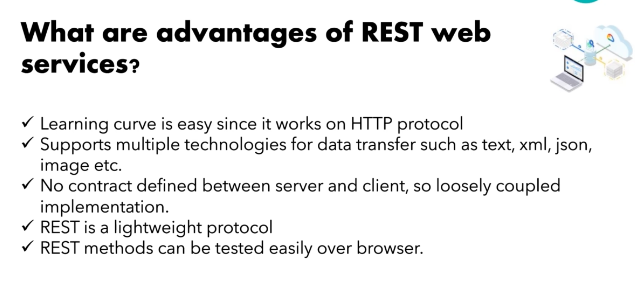 What are advantages of REST web
services?
✓ Learning curve is easy since it works on HTTP protocol
✓ Supports multiple technologies for data transfer such as text, xml, json,
image etc.
✓ No contract defined between server and client, so loosely coupled
implementation.
✓ REST is a lightweight protocol
✓ REST methods can be tested easily over browser.